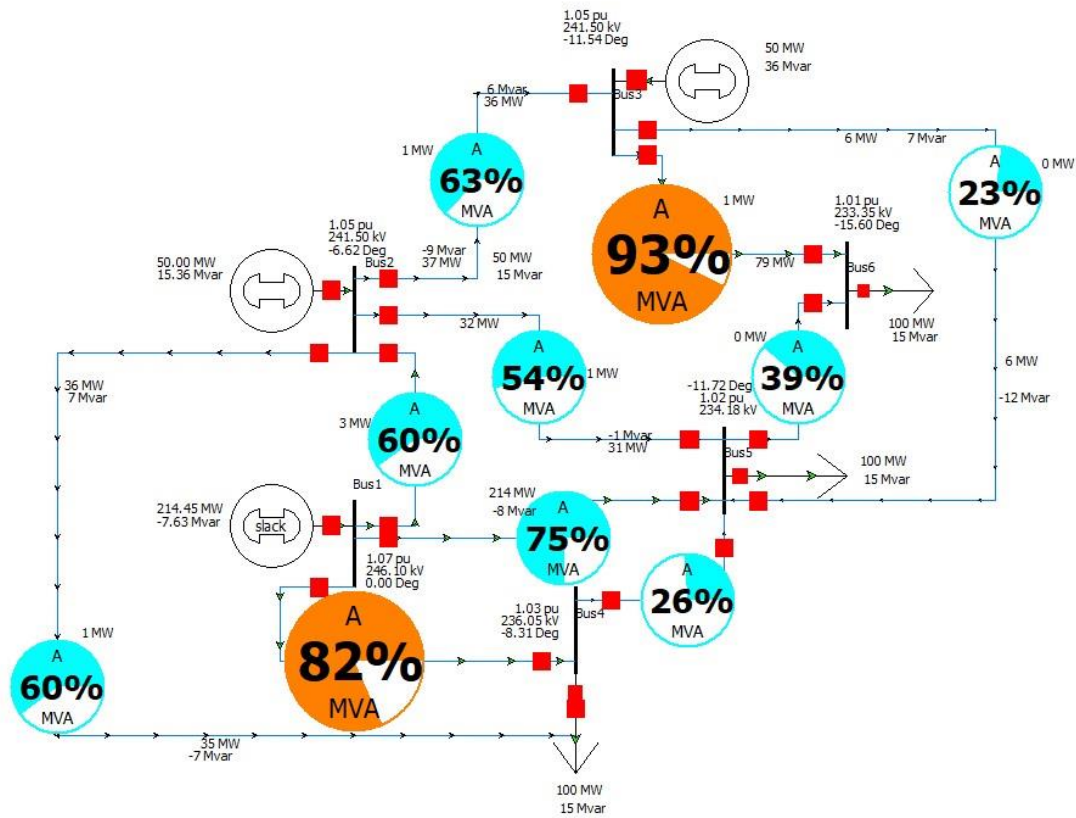 1.05 pu
241.50 kV
-11.54 Deg
50 MW
36 Mvar
Bus3
6 Mvar
36 MW
6 MW
7 Mvar
1 MW
A
63%
MVA
A
23%
MVA
0 MW
A
93%
MVA
1 MW
1.01 pu
233.35 kV
-15.60 Deg
79 MW
Bus6
1.05 pu
241.50 kV
-6.62 Deg
Bus2
-9 Mvar
37 MW
50 MW
15 Mvar
50.00 MW
15.36 Mvar
100 MW
15 Mvar
32 MW
A
54%
MVA
1 MW
0 MW
A
39%
MVA
6 MW
-12 Mvar
36 MW
7 Mvar
-11.72 Deg
1.02 pu
234.18 kV
3 MW
A
60%
MVA
-1 Mvar
31 MW
Bus5
100 MW
15 Mvar
Bus1
214.45 MW
-7.63 Mvar
slack
214 MW
-8 Mvar
A
75%
MVA
1.07 pu
246.10 kV
0.00 Deg
A
26%
MVA
1.03 pu
236.05 kV
-8.31 Deg
Bus4
A
82%
MVA
1 MW
A
60%
MVA
35 MW
-7 Mvar
100 MW
15 Mvar